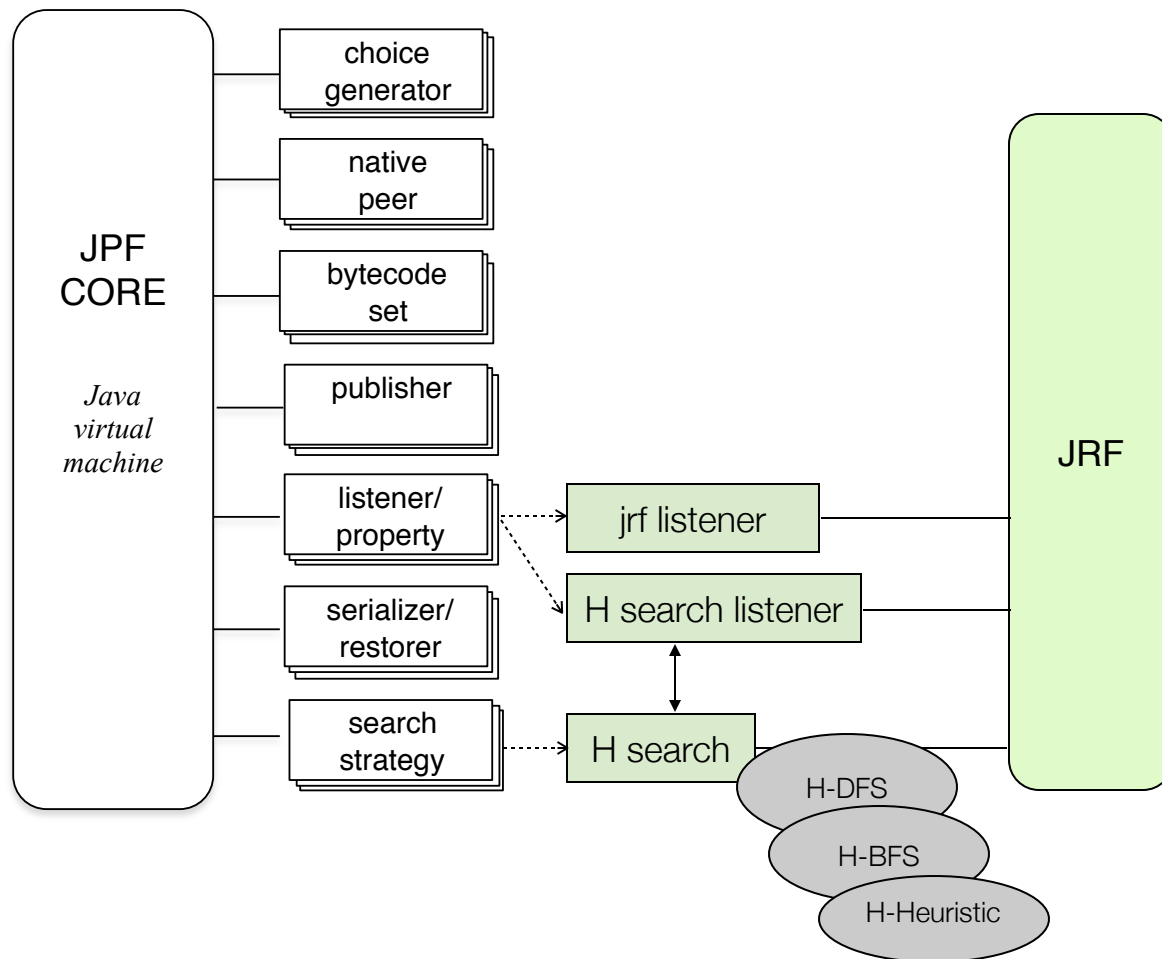 JPF
CORE
Java
virtual
machine
choice
generator
native
peer
bytecode
set
publisher
listener/
property
serializer/
restorer
search
strategy
jrf listener
H search listener
H search
H-DFS
H-BFS
H-Heuristic
JRF